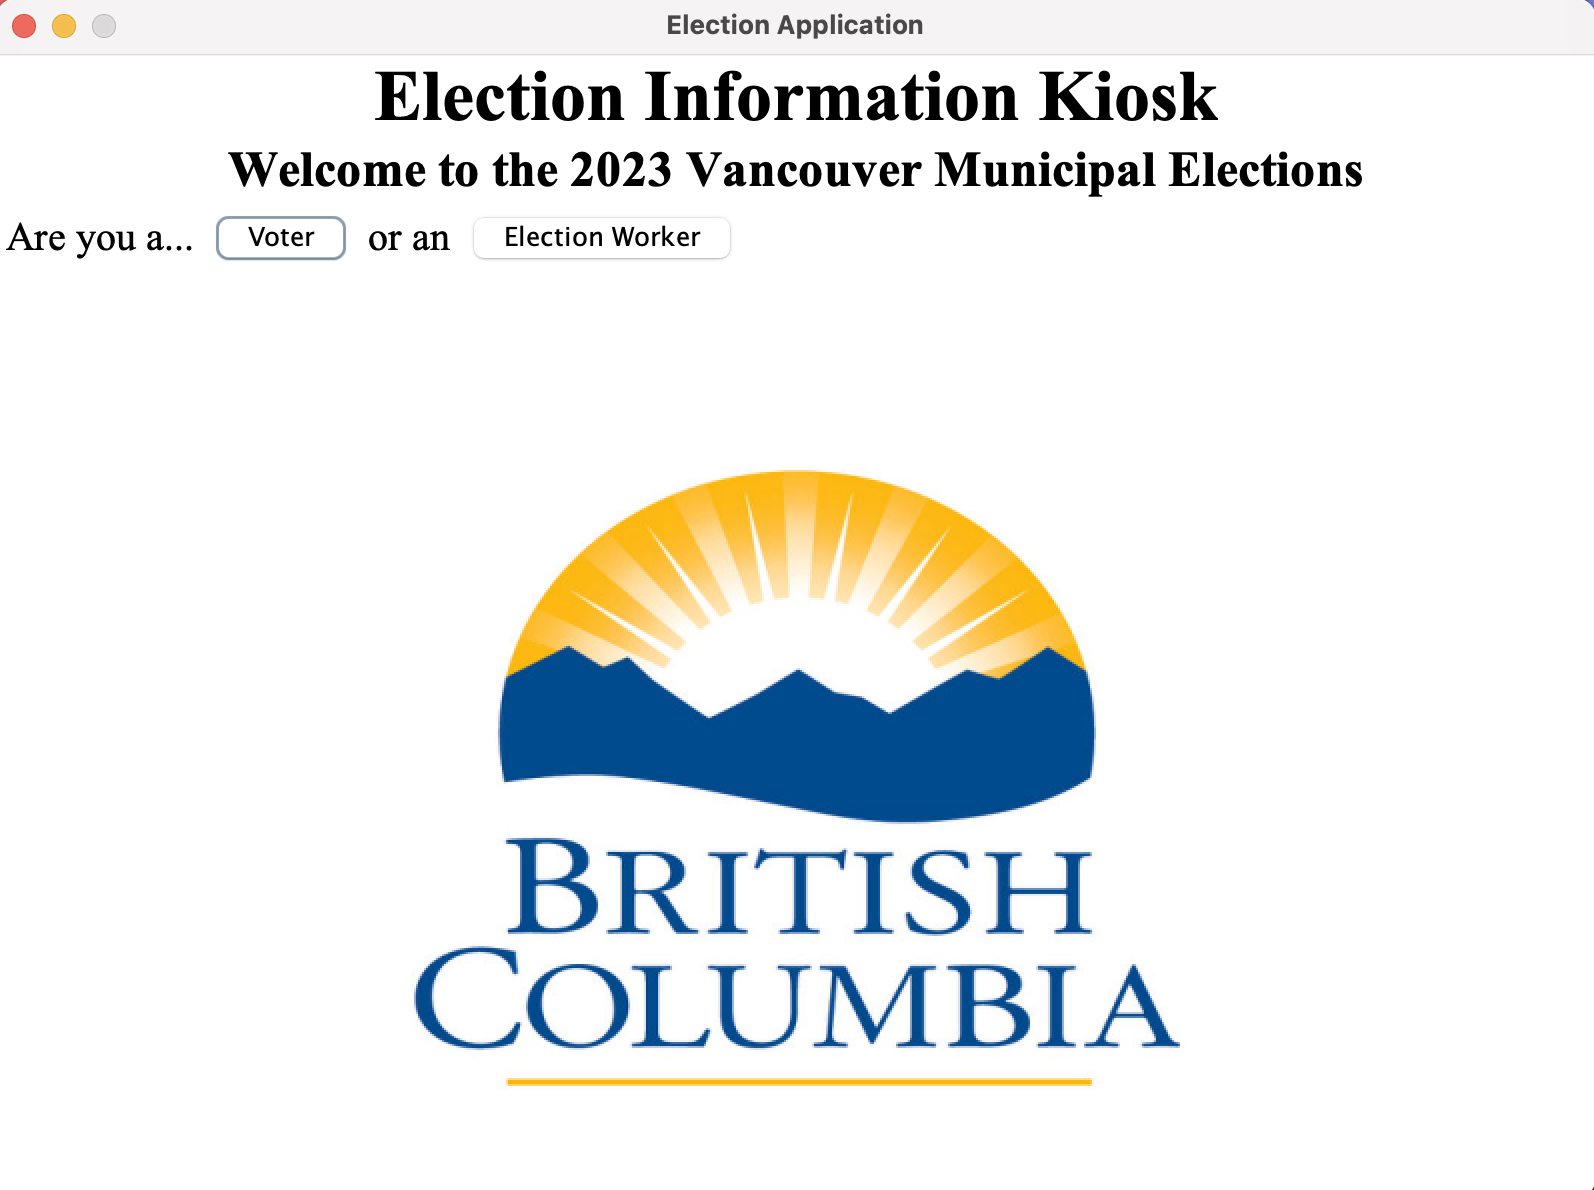 Election Application
Election Information Kiosk
Welcome to the 2023 Vancouver Municipal Elections
Are you a... Voter or an Election Worker
BRITISH
COLUMBIA